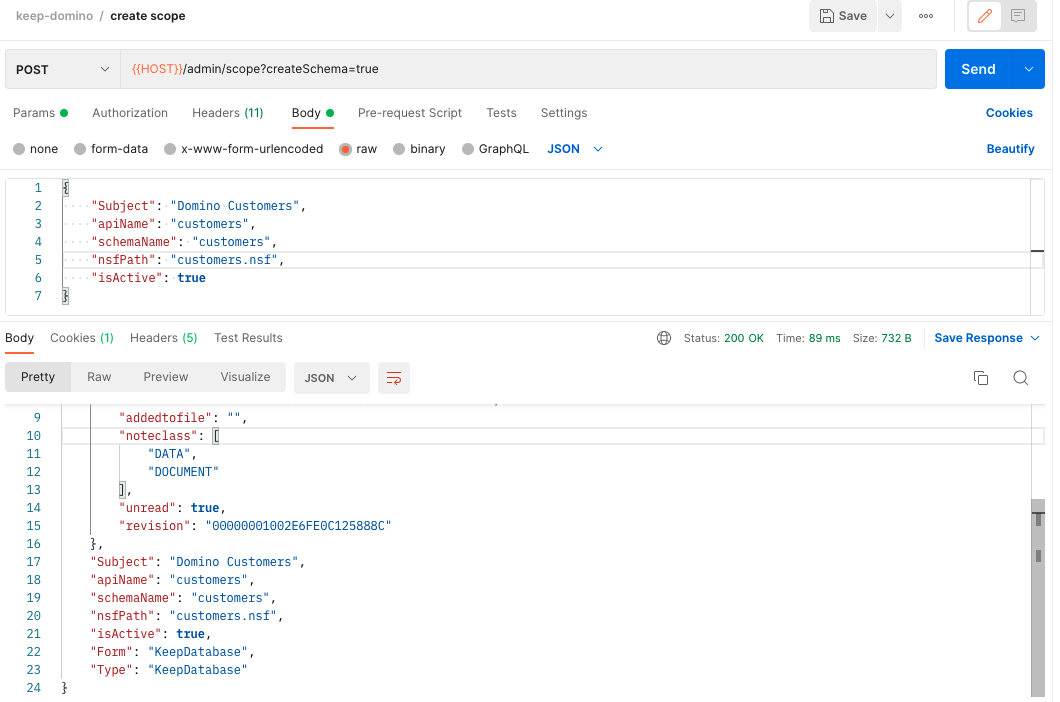 keep-domino / create scope
Save
POST
{{HOST}}/admin/scope?createSchema=true
Send
Params Authorization Headers (11) Body Pre-request Script Tests Settings Cookies
none form-data x-www-form-urlencoded raw binary GraphQL JSON Beautify
1 {
2 "Subject": "Domino Customers",
3 "apiName": "customers",
4 "schemaName": "customers",
5 "nsfPath": "customers.nsf",
6 "isActive": true
7 }
Body Cookies (1) Headers (5) Test Results Status: 200 OK Time: 89 ms Size: 732 B Save Response
Pretty Raw Preview Visualize JSON
9 "addedtofile": "",
10 "noteclass": [
11 "DATA",
12 "DOCUMENT"
13 ],
14 "unread": true,
15 "revision": "00000001002E6FE0C125888C"
16 },
17 "Subject": "Domino Customers",
18 "apiName": "customers",
19 "schemaName": "customers",
20 "nsfPath": "customers.nsf",
21 "isActive": true,
22 "Form": "KeepDatabase",
23 "Type": "KeepDatabase"
24 }